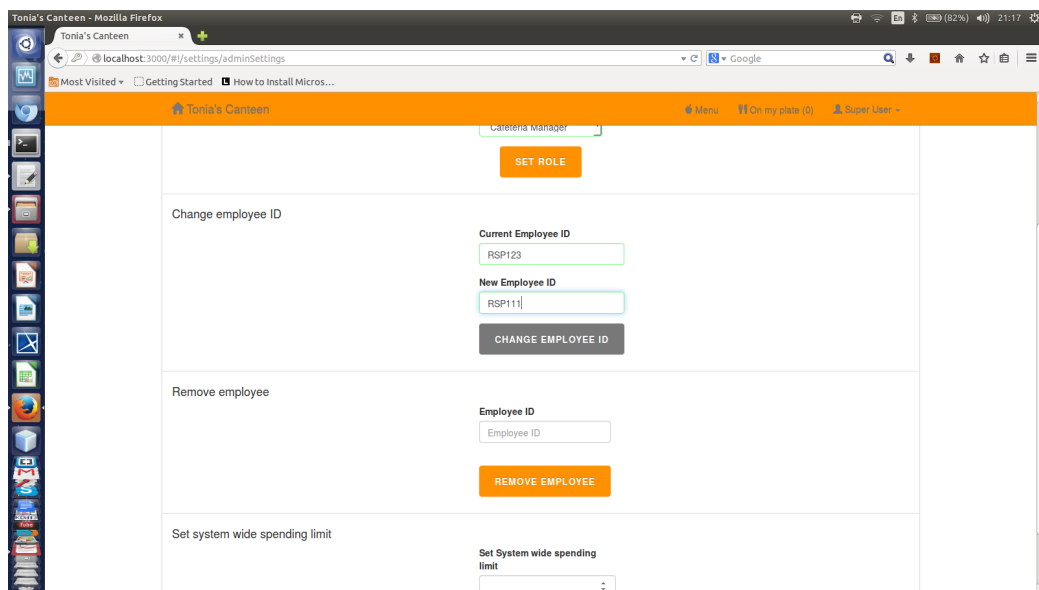 Tonia's Canteen - Mozilla Firefox
En
(82%)
21:17
Tonia's Canteen
localhost:3000/#!/settings/adminSettings
Google
Most Visited
Getting Started
How to Install Micros...
Tonia's Canteen
Menu
On my plate (0)
Super User
Cafeteria Manager
SET ROLE
Change employee ID
Current Employee ID
RSP123
New Employee ID
RSP111
CHANGE EMPLOYEE ID
Remove employee
Employee ID
Employee ID
REMOVE EMPLOYEE
Set system wide spending limit
Set System wide spending
limit